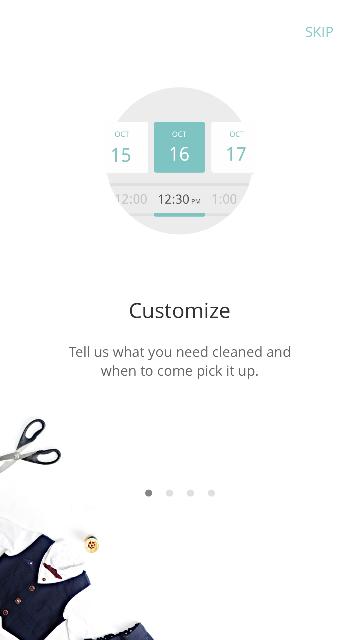 SKIP
OCT OCT OCT
15 16 17
12:00 12:30 PM 1:00
Customize
Tell us what you need cleaned and
when to come pick it up.